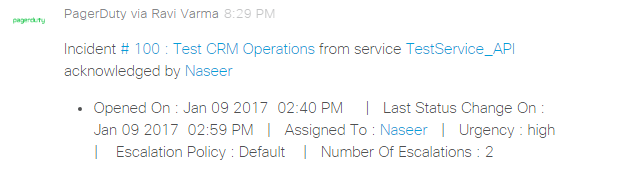 pagerduty
PagerDuty via Ravi Varma 8:29 PM
Incident # 100 : Test CRM Operations from service TestService_API
acknowledged by Naseer
• Opened On : Jan 09 2017 02:40 PM | Last Status Change On :
Jan 09 2017 02:59 PM | Assigned To : Naseer | Urgency : high
| Escalation Policy : Default | Number Of Escalations : 2